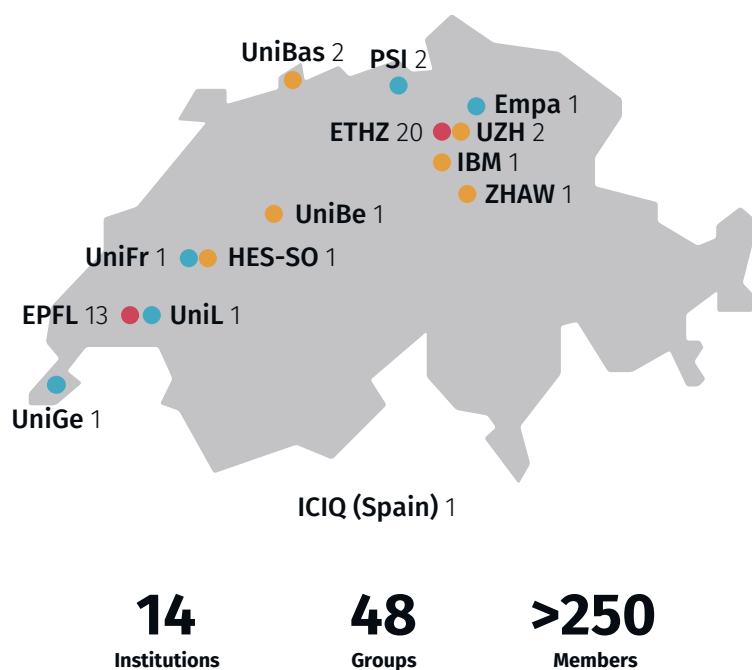 UniBas 2
PSI 2
Empa 1
ETHZ 20
UZH 2
IBM 1
ZHAW 1
UniBe 1
UniFr 1
HES-SO 1
EPFL 13
UniL 1
UniGe 1
ICIQ (Spain) 1
14 48 >250
Institutions Groups Members